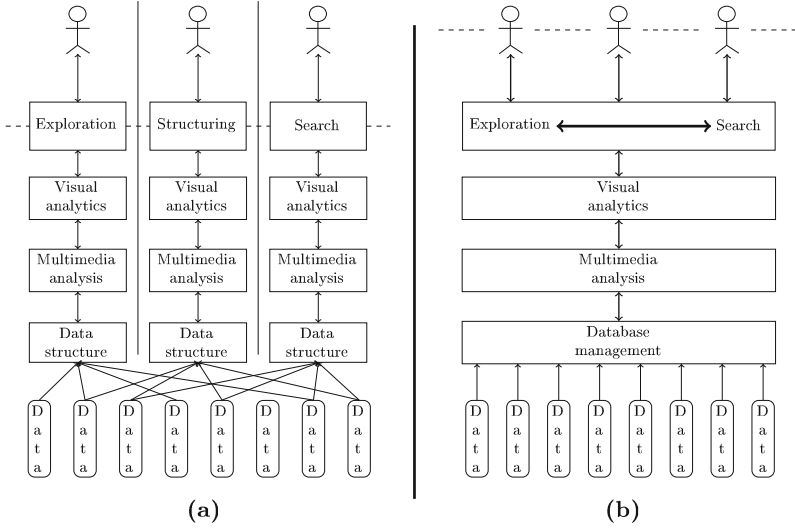 Exploration
Structuring
Search
Visual
analytics
Visual
analytics
Visual
analytics
Multimedia
analysis
Multimedia
analysis
Multimedia
analysis
Data
structure
Data
structure
Data
structure
D
a
t
a
D
a
t
a
D
a
t
a
D
a
t
a
D
a
t
a
D
a
t
a
D
a
t
a
D
a
t
a
(a)
Exploration
Search
Visual
analytics
Multimedia
analysis
Database
management
D
a
t
a
D
a
t
a
D
a
t
a
D
a
t
a
D
a
t
a
D
a
t
a
D
a
t
a
D
a
t
a
(b)